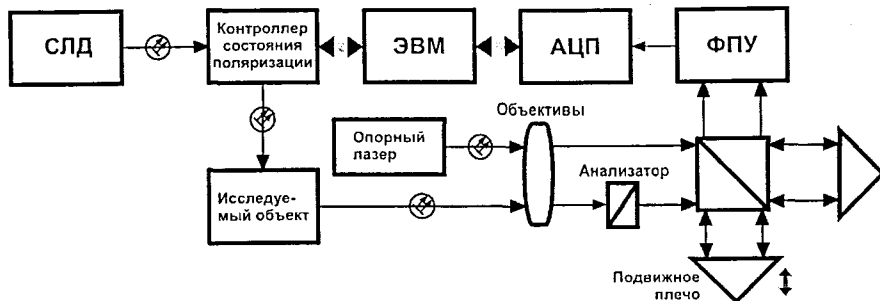 СЛД
Контроллер
состояния
поляризации
ЭВМ
АЦП
ФПУ
Объективы
Опорный
лазер
Анализатор
Исследуе-
мый объект
Подвижное
плечо